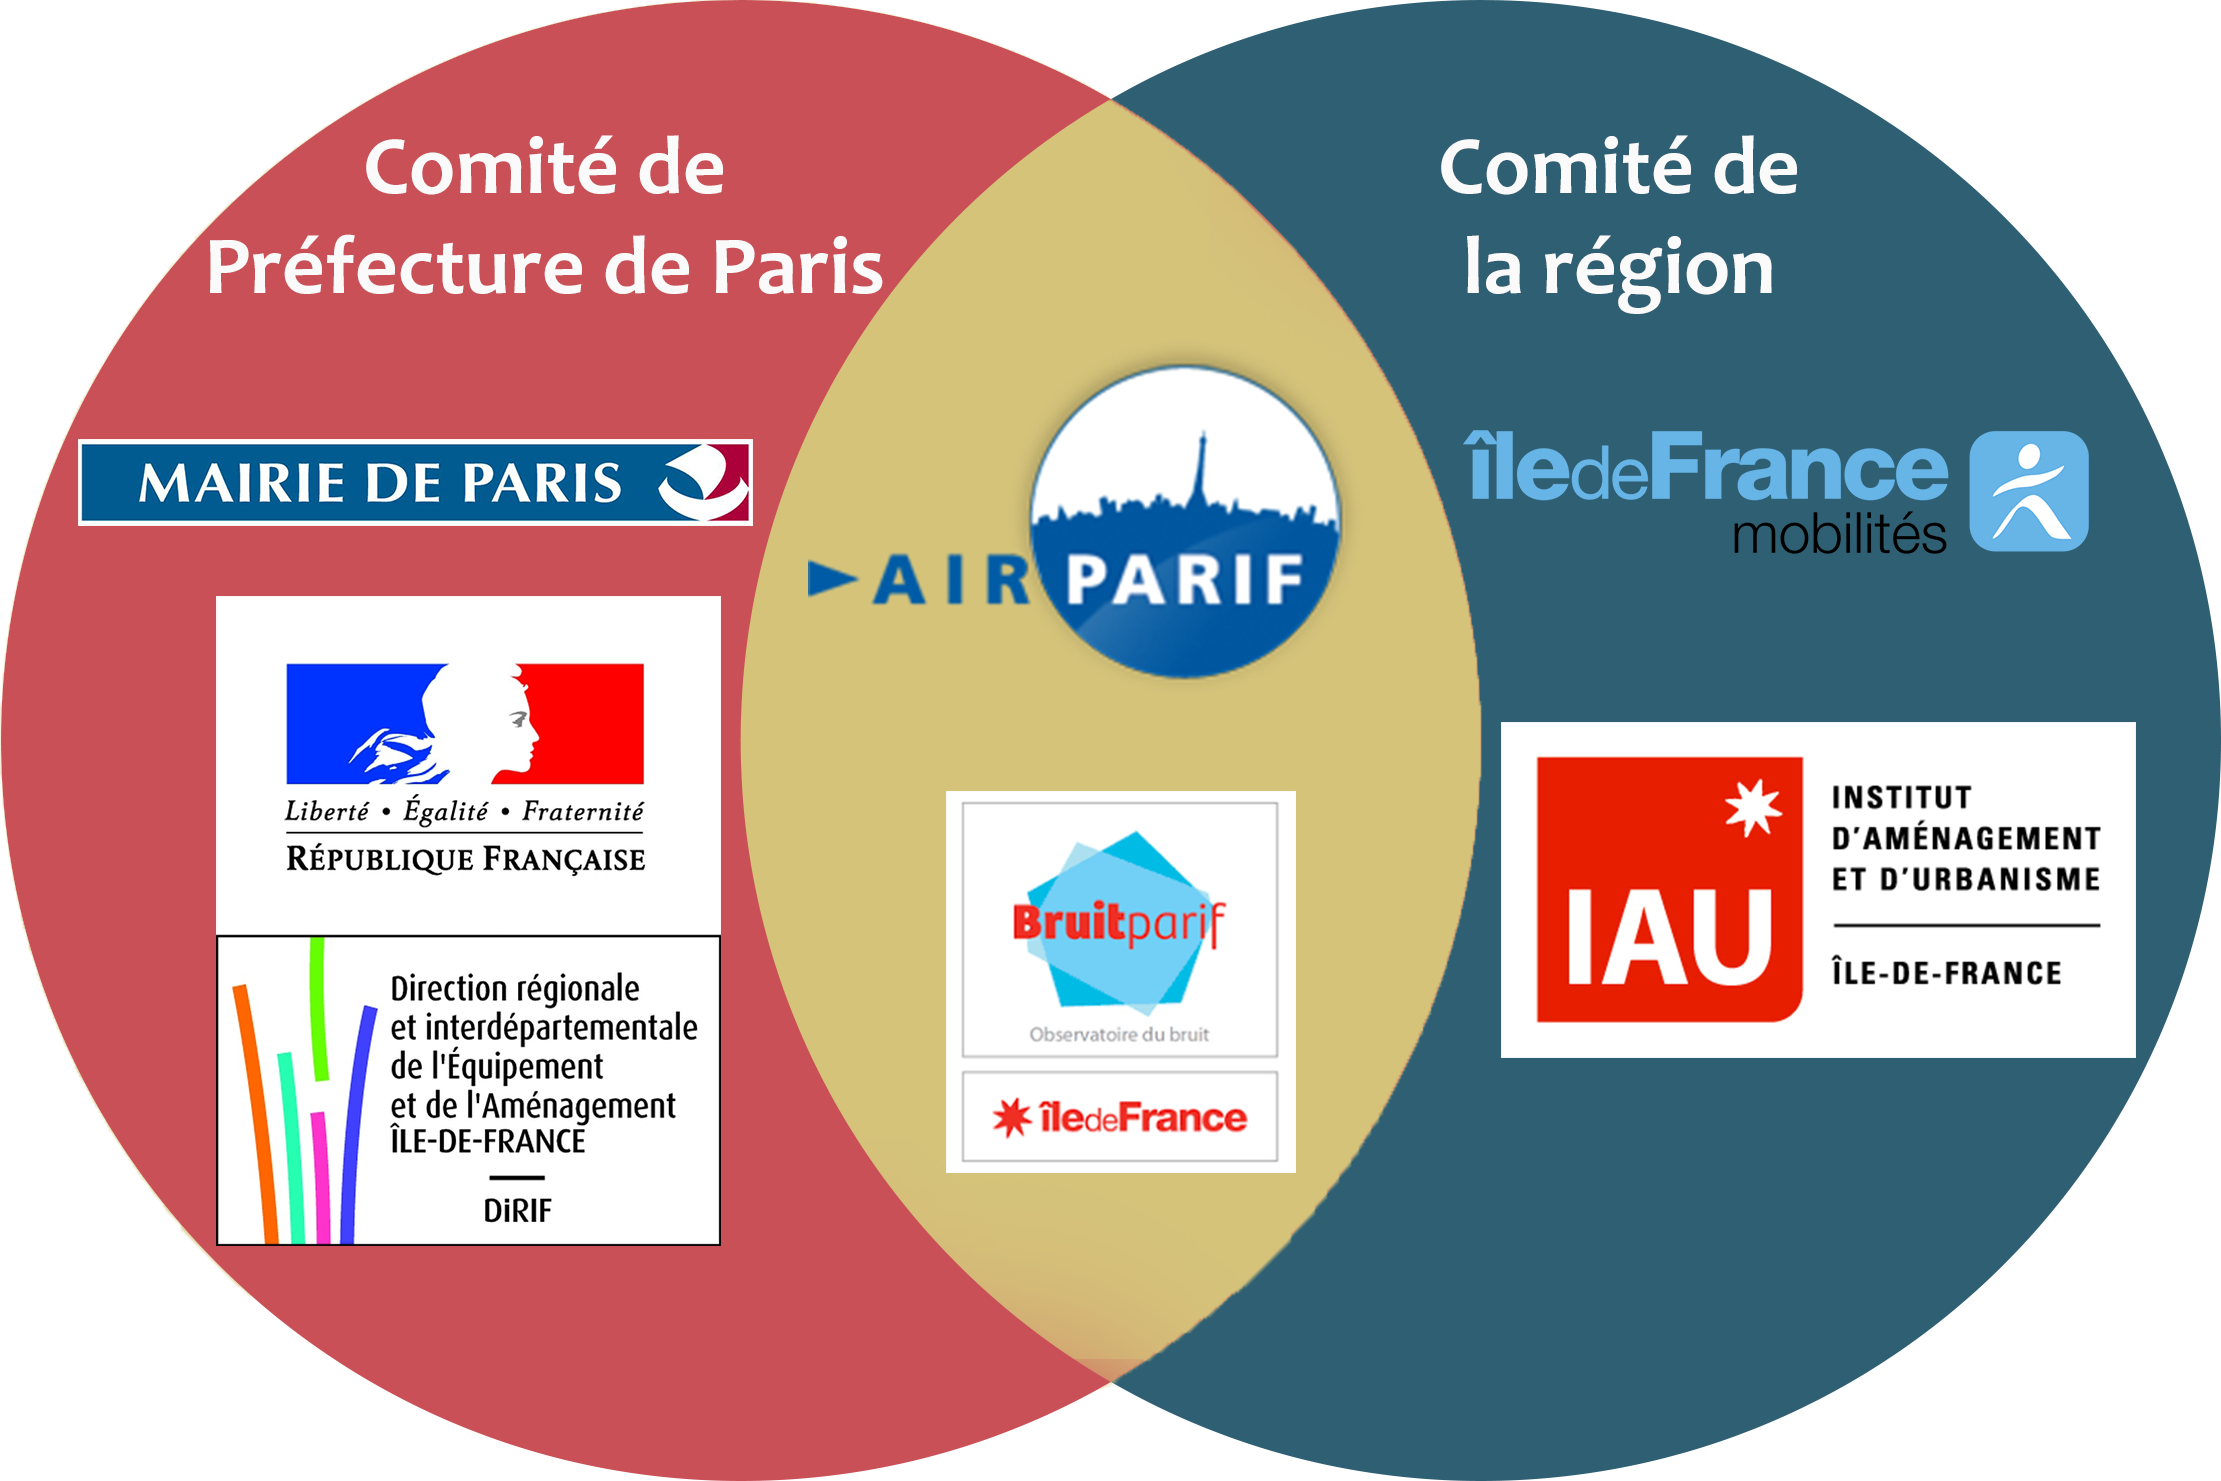 Comité de
Préfecture de Paris
Comité de
la région
MAIRIE DE PARIS
Liberté • Égalité • Fraternité
RÉPUBLIQUE FRANÇAISE
Direction régionale
et interdépartementale
de l'Équipement
et de l'Aménagement
ÎLE-DE-FRANCE
DiRIF
AIRPARIF
Bruitparif
Observatoire du bruit
îledeFrance
îledeFrance
mobilités
IAU
INSTITUT
D'AMÉNAGEMENT
ET D'URBANISME
ÎLE-DE-FRANCE